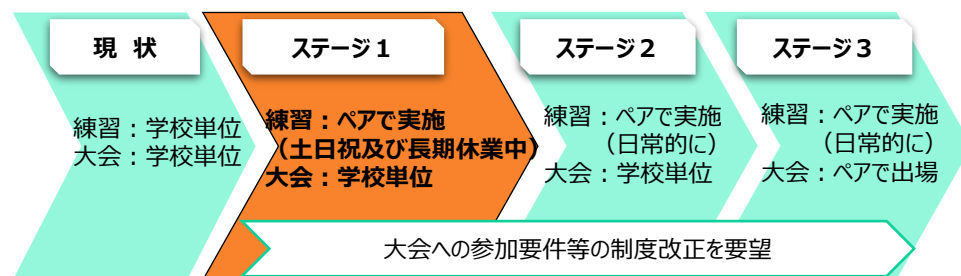 現 状
練習：学校単位
大会：学校単位
ステージ１
練習：ペアで実施
（土日祝及び長期休業中）
大会：学校単位
ステージ２
練習：ペアで実施
（日常的に）
大会：学校単位
ステージ３
練習：ペアで実施
（日常的に）
大会：ペアで出場
大会への参加要件等の制度改正を要望